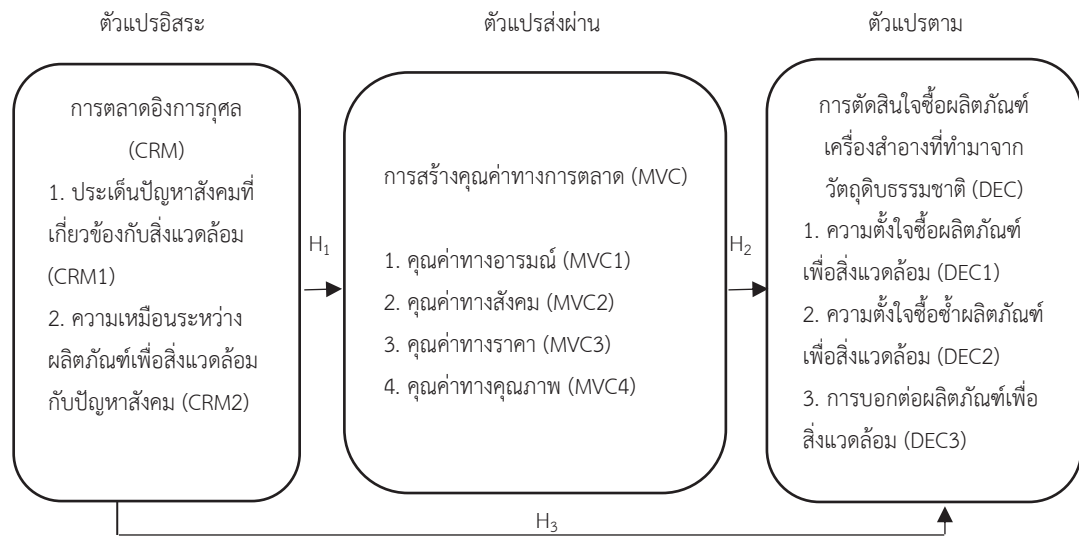 ตัวแปรอิสระ
ตัวแปรส่งผ่าน
ตัวแปรตาม
การตลาดอิงการกุศล
(CRM)
1. ประเด็นปัญหาสังคมที่
เกี่ยวข้องกับสิ่งแวดล้อม
(CRM1)
2. ความเหมือนระหว่าง
ผลิตภัณฑ์เพื่อสิ่งแวดล้อม
กับปัญหาสังคม (CRM2)
H₁
การสร้างคุณค่าทางการตลาด (MVC)
1. คุณค่าทางอารมณ์ (MVC1)
2. คุณค่าทางสังคม (MVC2)
3. คุณค่าทางราคา (MVC3)
4. คุณค่าทางคุณภาพ (MVC4)
H₂
การตัดสินใจซื้อผลิตภัณฑ์
เครื่องสำอางที่ทำมาจาก
วัตถุดิบธรรมชาติ (DEC)
1. ความตั้งใจซื้อผลิตภัณฑ์
เพื่อสิ่งแวดล้อม (DEC1)
2. ความตั้งใจซื้อซ้ำผลิตภัณฑ์
เพื่อสิ่งแวดล้อม (DEC2)
3. การบอกต่อผลิตภัณฑ์เพื่อ
สิ่งแวดล้อม (DEC3)
H₃